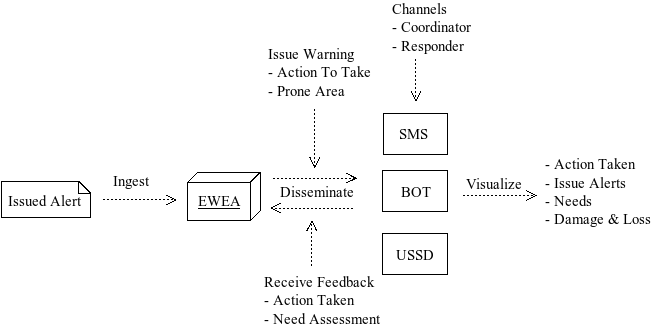 Channels
- Coordinator
- Responder
Issue Warning
- Action To Take
- Prone Area
SMS
Issued Alert
Ingest
EWEA
Disseminate
BOT
Visualize
- Action Taken
- Issue Alerts
- Needs
- Damage & Loss
USSD
Receive Feedback
- Action Taken
- Need Assessment